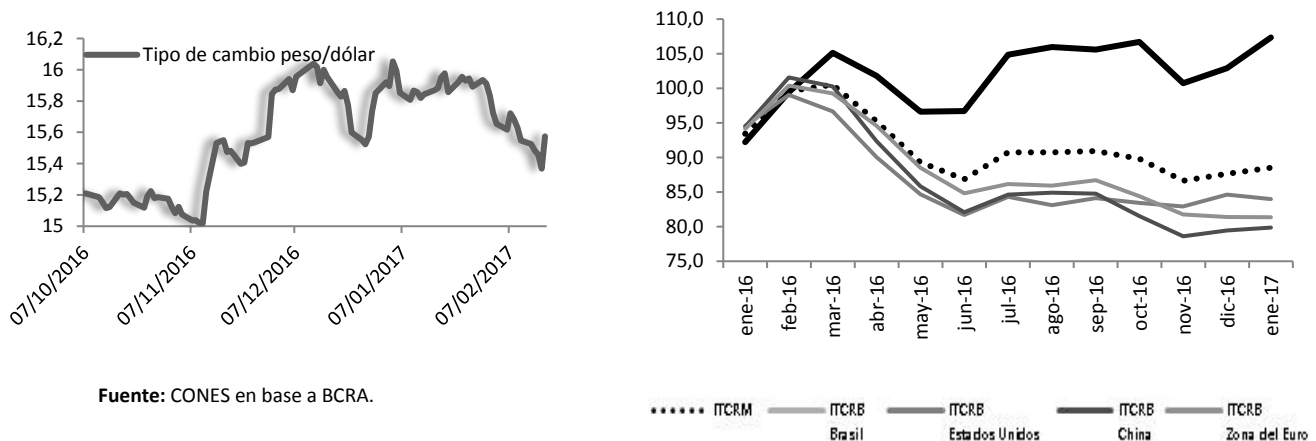 16,2
16
15,8
15,6
15,4
15,2
15
Tipo de cambio peso/dólar
07/10/2016
07/11/2016
07/12/2016
07/01/2017
07/02/2017
Fuente: CONES en base a BCRA.
110,0
105,0
100,0
95,0
90,0
85,0
80,0
75,0
ene-16
feb-16
mar-16
abr-16
may-16
jun-16
jul-16
ago-16
sep-16
oct-16
nov-16
dic-16
ene-17
ITCRM
ITCRB
Brasil
ITCRB
Estados Unidos
ITCRB
China
ITCRB
Zona del Euro